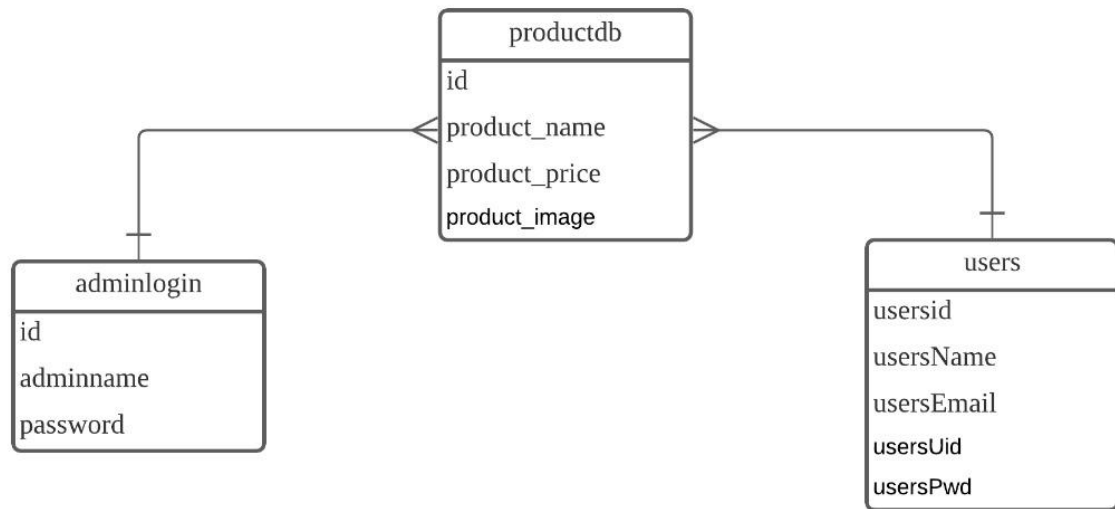 productdb
id
product_name
product_price
product_image
adminlogin
id
adminname
password
users
usersid
usersName
usersEmail
usersUid
usersPwd